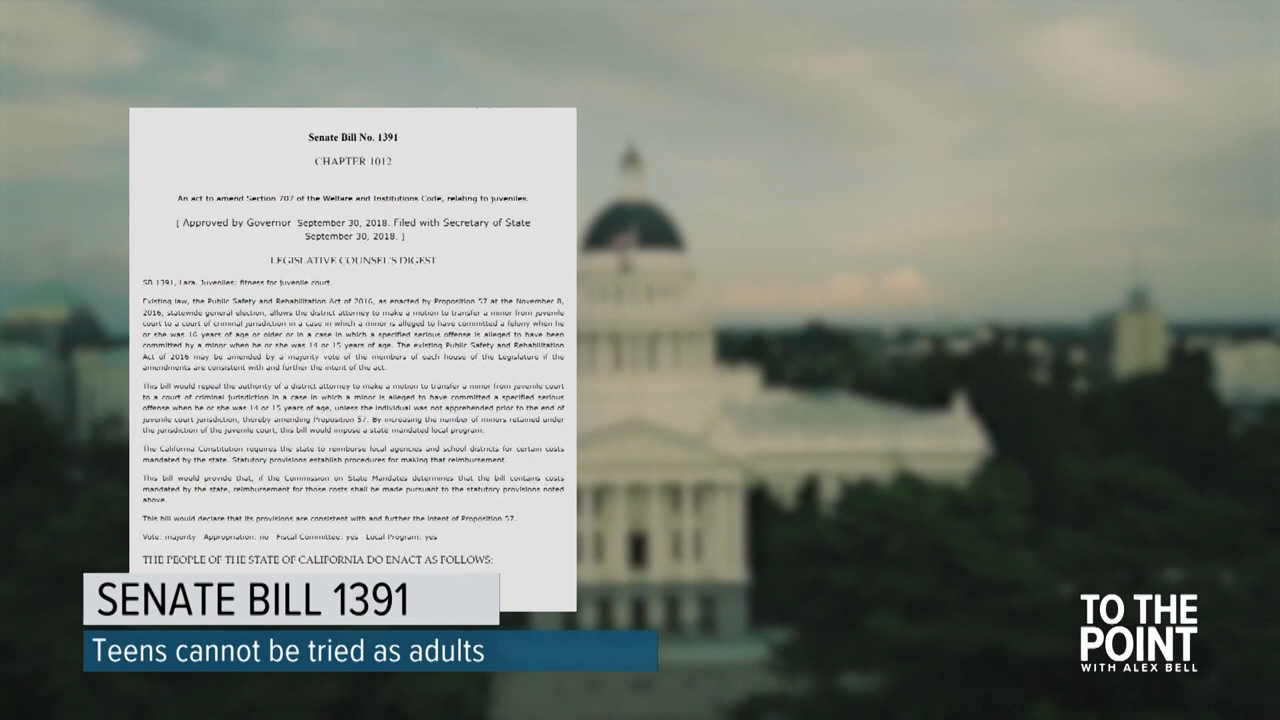 Senate Bill No. 1391
CHAPTER 1012
An act to amend Section 707 of the Welfare and Institutions Code, relating to juveniles.
[ Approved by Governor September 30, 2018. Filed with Secretary of State
September 30, 2018. ]
LEGISLATIVE COUNSEL'S DIGEST
SB 1391, Lara. Juveniles: fitness for juvenile court.
Existing law, the Public Safety and Rehabilitation Act of 2016, as enacted by Proposition 57 at the November 8,
2016, statewide general election, allows the district attorney to make a motion to transfer a minor from juvenile
court to a court of criminal jurisdiction in a case in which a minor is alleged to have committed a felony when he
or she was 16 years of age or older or in a case in which a specified serious offense is alleged to have been
committed by a minor when he or she was 14 or 15 years of age. The existing Public Safety and Rehabilitation
Act of 2016 may be amended by a majority vote of the members of each house of the Legislature if the
amendments are consistent with and further the intent of the act.
This bill would repeal the authority of a district attorney to make a motion to transfer a minor from juvenile court
to a court of criminal jurisdiction in a case in which a minor is alleged to have committed a specified serious
offense when he or she was 14 or 15 years of age, unless the individual was not apprehended prior to the end of
juvenile court jurisdiction, thereby amending Proposition 57. By increasing the number of minors retained under
the jurisdiction of the juvenile court, this bill would impose a state-mandated local program.
The California Constitution requires the state to reimburse local agencies and school districts for certain costs
mandated by the state. Statutory provisions establish procedures for making that reimbursement.
This bill would provide that, if the Commission on State Mandates determines that the bill contains costs
mandated by the state, reimbursement for those costs shall be made pursuant to the statutory provisions noted
above.
This bill would declare that its provisions are consistent with and further the intent of Proposition 57.
Vote: majority Appropriation: no Fiscal Committee: yes Local Program: yes
THE PEOPLE OF THE STATE OF CALIFORNIA DO ENACT AS FOLLOWS:
SENATE BILL 1391
Teens cannot be tried as adults
TO THE
POINT
WITH ALEX BELL